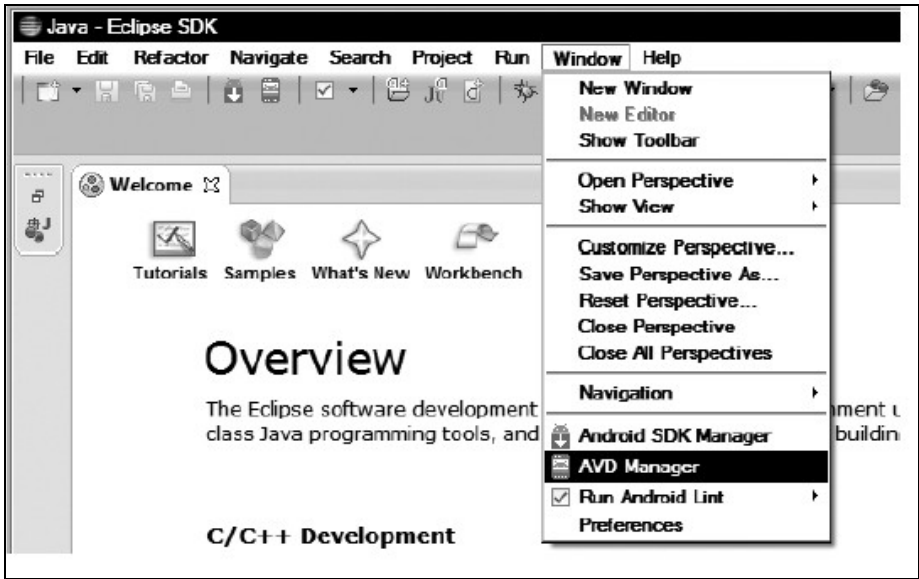 Java - Eclipse SDK
File Edit Refactor Navigate Search Project Run Window Help
New Window
New Editor
Show Toolbar
Open Perspective
Show View
Customize Perspective...
Save Perspective As...
Reset Perspective...
Close Perspective
Close All Perspectives
Navigation
Android SDK Manager
AVD Manager
Run Android Lint
Preferences
Welcome
Tutorials Samples What's New Workbench
Overview
The Eclipse software development
class Java programming tools, and buildin
C/C++ Development